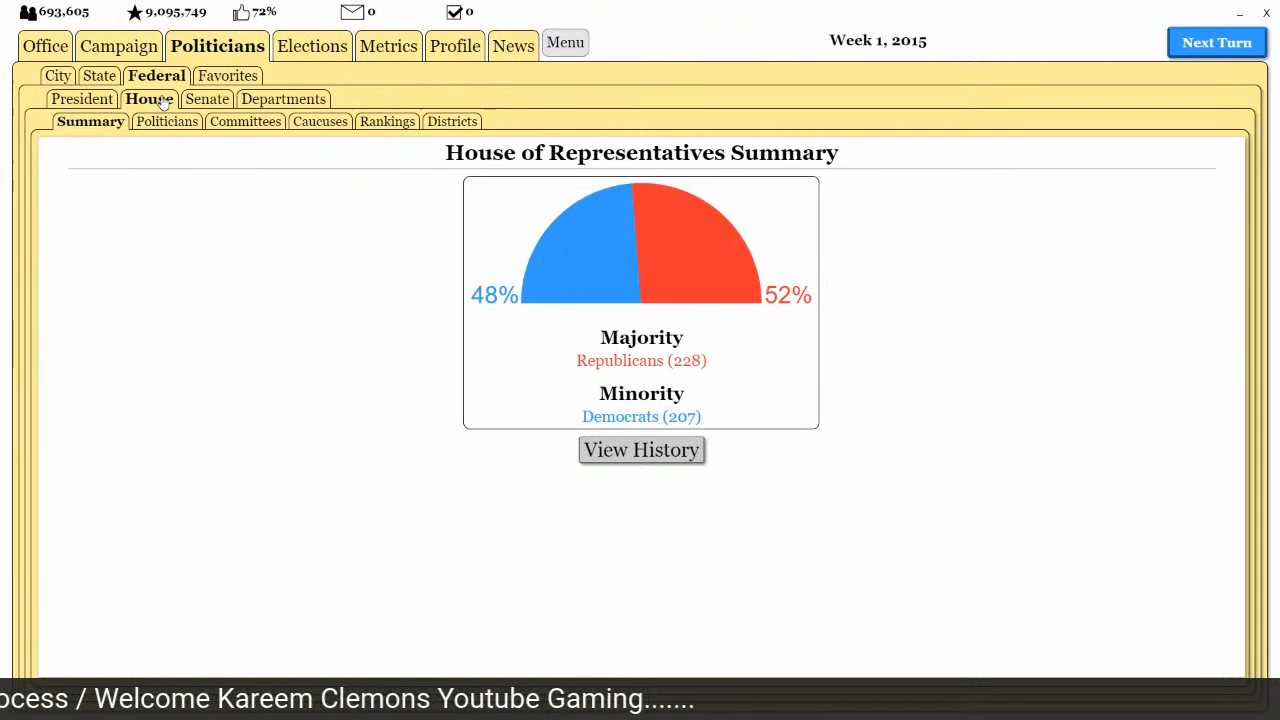 693,605 9,095,749 72% 0 0 _ X
Office Campaign Politicians Elections Metrics Profile News Menu Week 1, 2015 Next Turn
City State Federal Favorites
President House Senate Departments
Summary Politicians Committees Caucuses Rankings Districts
House of Representatives Summary
48% 52%
Majority
Republicans (228)
Minority
Democrats (207)
View History
ocess / Welcome Kareem Clemons Youtube Gaming.......